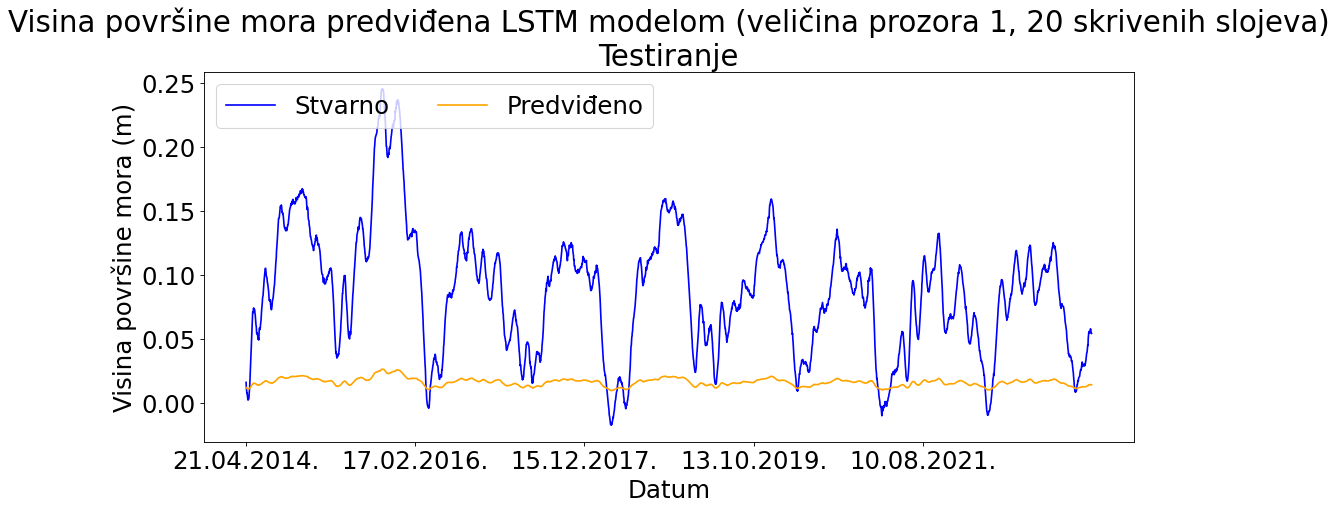 Visina površine mora predviđena LSTM modelom (veličina prozora 1, 20 skrivenih slojeva)
Testiranje
Stvarno Predviđeno
Visina površine mora (m)
0.25
0.20
0.15
0.10
0.05
0.00
21.04.2014. 17.02.2016. 15.12.2017. 13.10.2019. 10.08.2021.
Datum